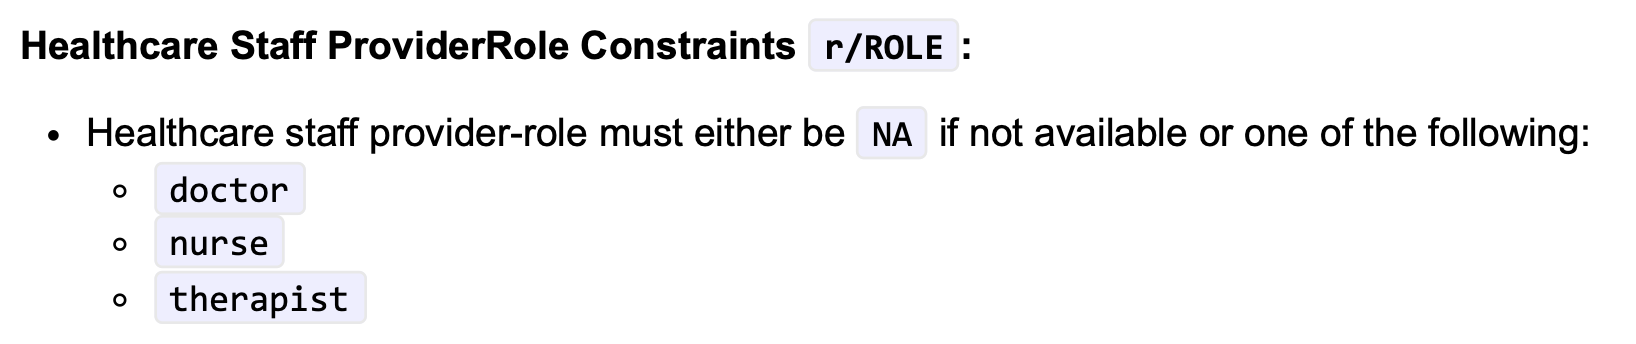 Healthcare Staff ProviderRole Constraints r/ROLE :
• Healthcare staff provider-role must either be NA if not available or one of the following:
◦ doctor
◦ nurse
◦ therapist